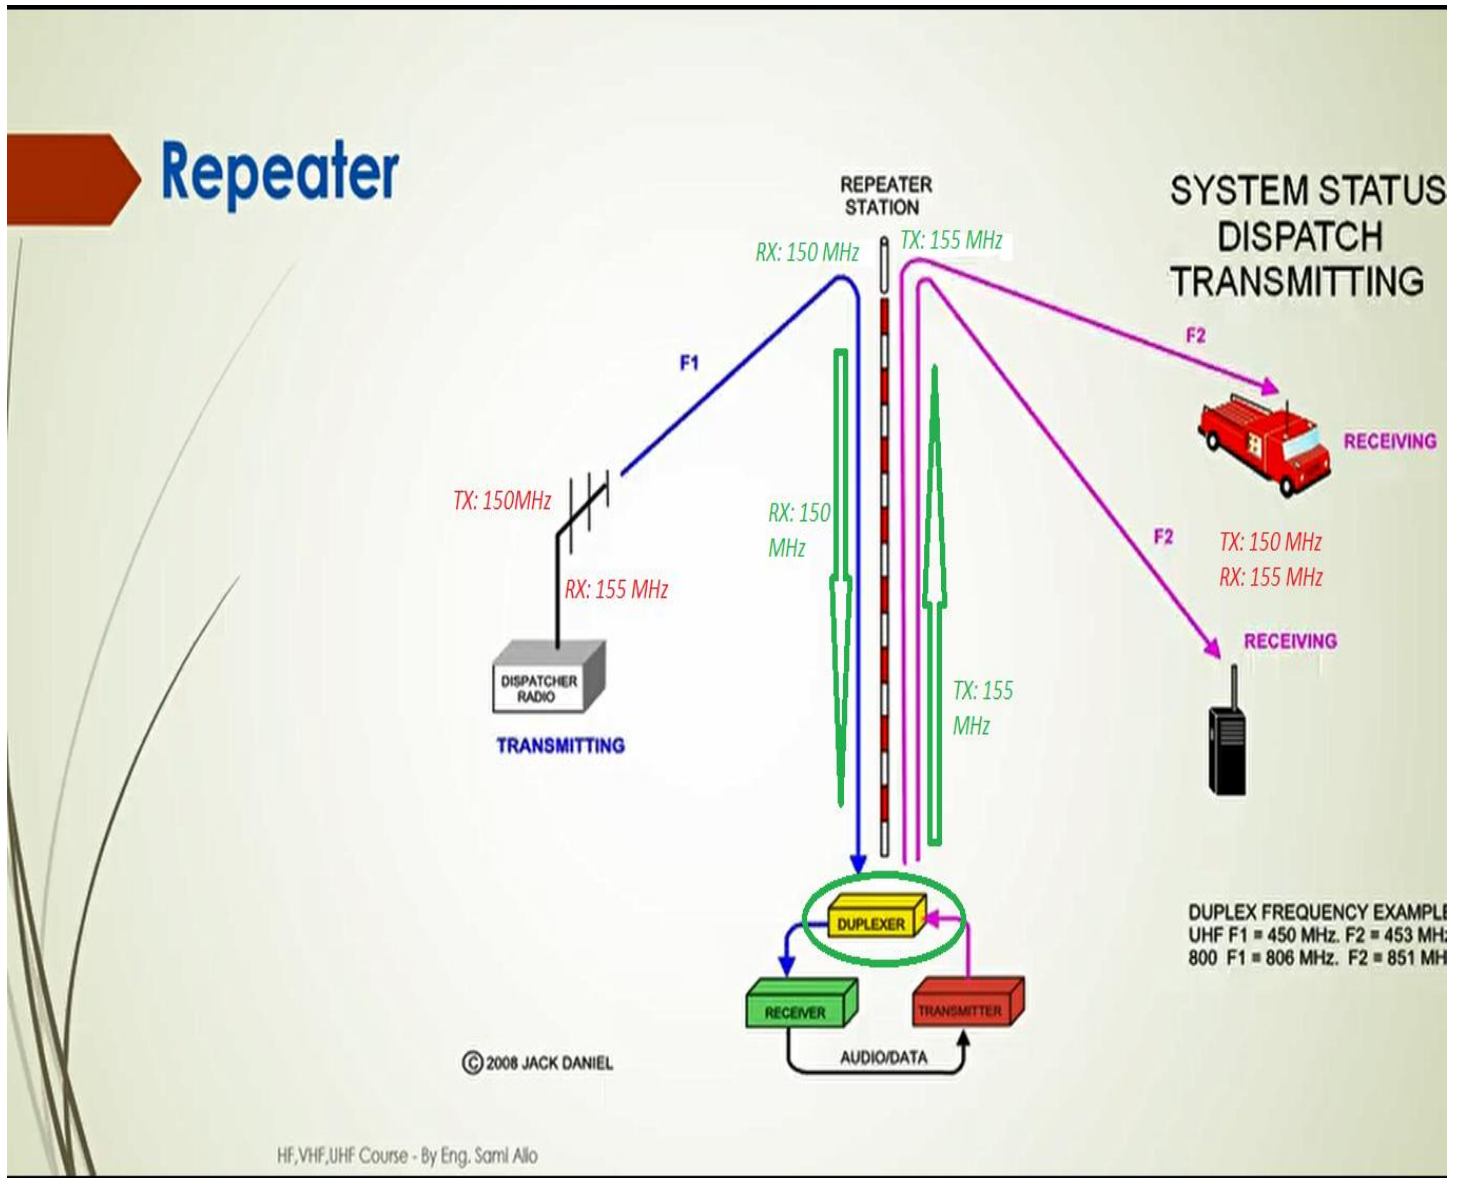 Repeater
REPEATER
STATION
SYSTEM STATUS
DISPATCH
TRANSMITTING
RX: 150 MHz
TX: 155 MHz
F1
F2
RECEIVING
TX: 150MHz
RX: 150
MHz
F2
TX: 150 MHz
RX: 155 MHz
RX: 155 MHz
RECEIVING
DISPATCHER
RADIO
TRANSMITTING
TX: 155
MHz
DUPLEXER
DUPLEX FREQUENCY EXAMPLE
UHF F1 = 450 MHz. F2 = 453 MHz
800 F1 = 806 MHz. F2 = 851 MH
RECEIVER
TRANSMITTER
AUDIO/DATA
© 2008 JACK DANIEL
HF,VHF,UHF Course - By Eng. Sami Allo